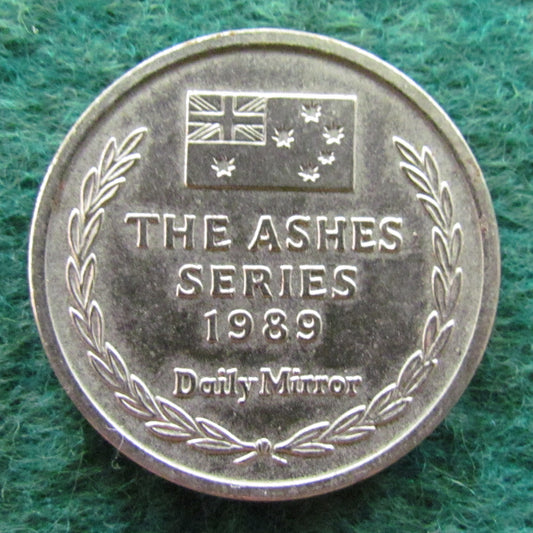 THE ASHES
SERIES
1989
Daily Mirror